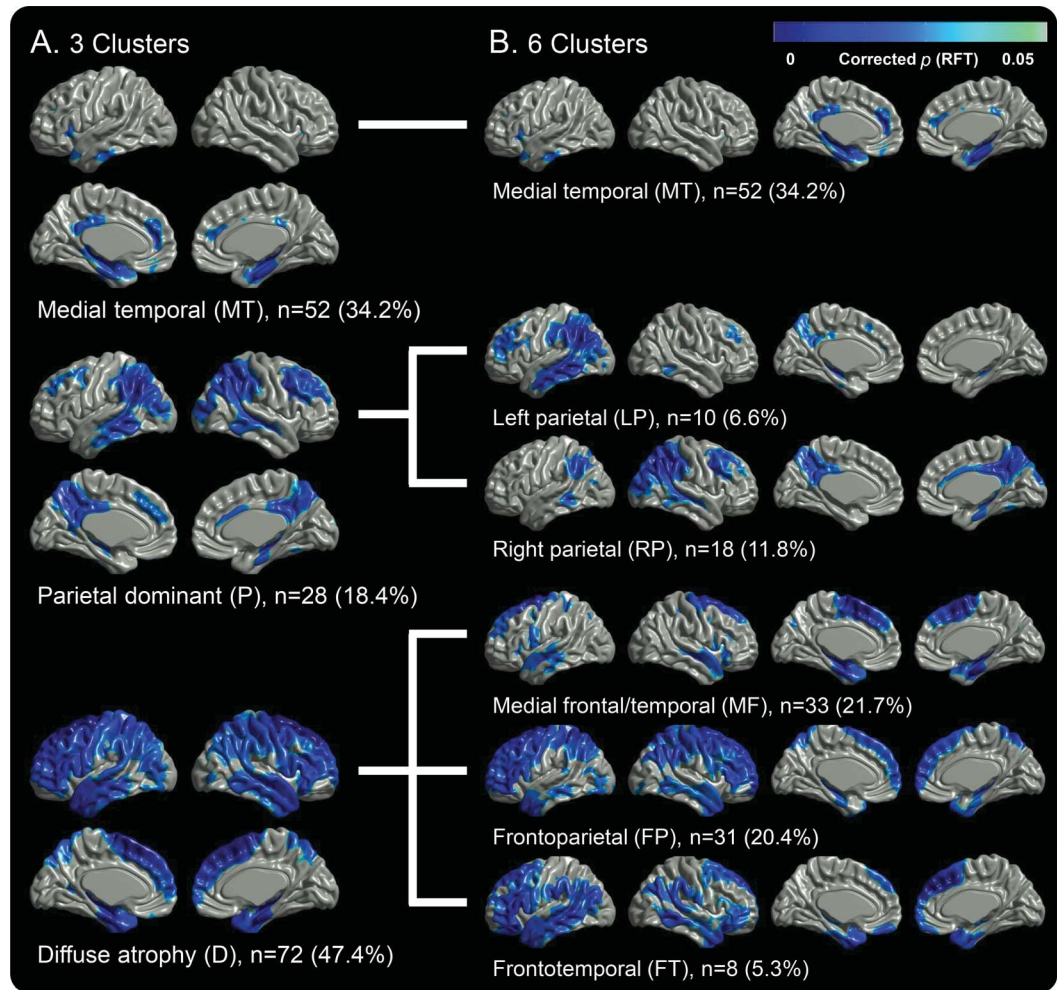 A. 3 Clusters
B. 6 Clusters
0 Corrected p (RFT) 0.05
Medial temporal (MT), n=52 (34.2%)
Medial temporal (MT), n=52 (34.2%)
Left parietal (LP), n=10 (6.6%)
Right parietal (RP), n=18 (11.8%)
Parietal dominant (P), n=28 (18.4%)
Medial frontal/temporal (MF), n=33 (21.7%)
Frontoparietal (FP), n=31 (20.4%)
Diffuse atrophy (D), n=72 (47.4%)
Frontotemporal (FT), n=8 (5.3%)